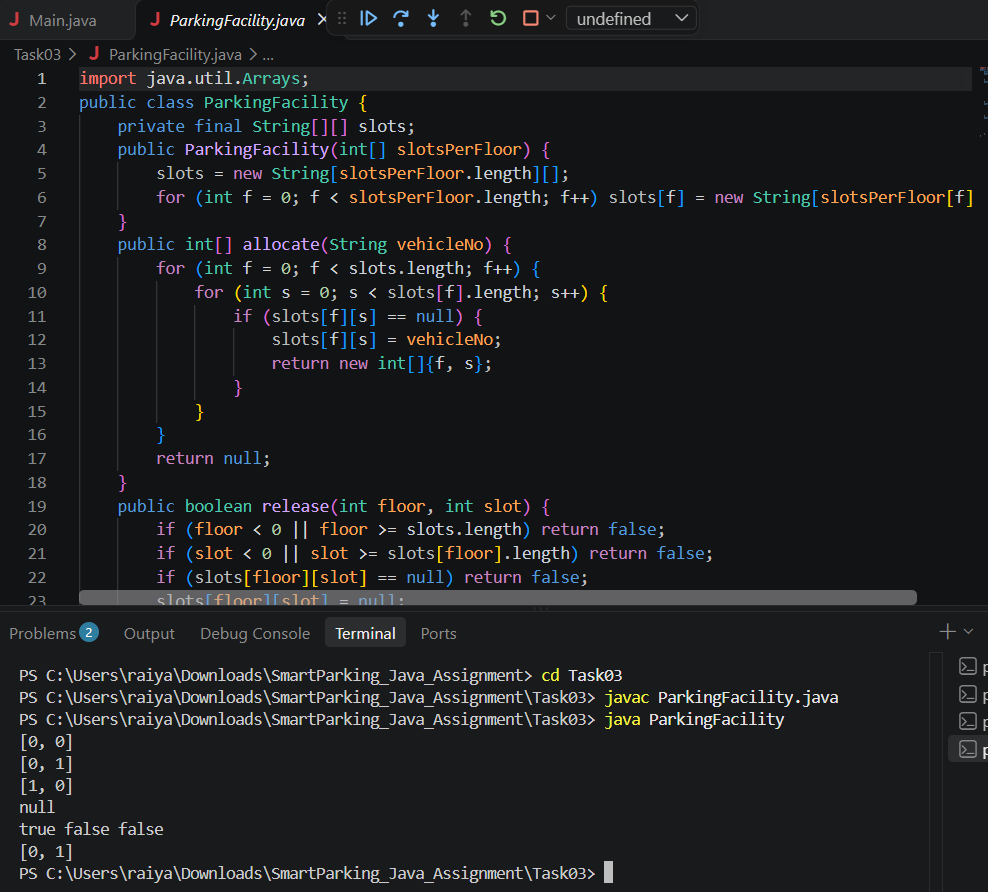 J Main.java J ParkingFacility.java undefined
Task03 > J ParkingFacility.java > ...
1 import java.util.Arrays;
2 public class ParkingFacility {
3 private final String[][] slots;
4 public ParkingFacility(int[] slotsPerFloor) {
5 slots = new String[slotsPerFloor.length][];
6 for (int f = 0; f < slotsPerFloor.length; f++) slots[f] = new String[slotsPerFloor[f]
7 }
8 public int[] allocate(String vehicleNo) {
9 for (int f = 0; f < slots.length; f++) {
10 for (int s = 0; s < slots[f].length; s++) {
11 if (slots[f][s] == null) {
12 slots[f][s] = vehicleNo;
13 return new int[]{f, s};
14 }
15 }
16 }
17 return null;
18 }
19 public boolean release(int floor, int slot) {
20 if (floor < 0 || floor >= slots.length) return false;
21 if (slot < 0 || slot >= slots[floor].length) return false;
22 if (slots[floor][slot] == null) return false;
23 slots[floor][slot] = null;
Problems 2 Output Debug Console Terminal Ports
PS C:\Users\raiya\Downloads\SmartParking_Java_Assignment> cd Task03
PS C:\Users\raiya\Downloads\SmartParking_Java_Assignment\Task03> javac ParkingFacility.java
PS C:\Users\raiya\Downloads\SmartParking_Java_Assignment\Task03> java ParkingFacility
[0, 0]
[0, 1]
[1, 0]
null
true false false
[0, 1]
PS C:\Users\raiya\Downloads\SmartParking_Java_Assignment\Task03>